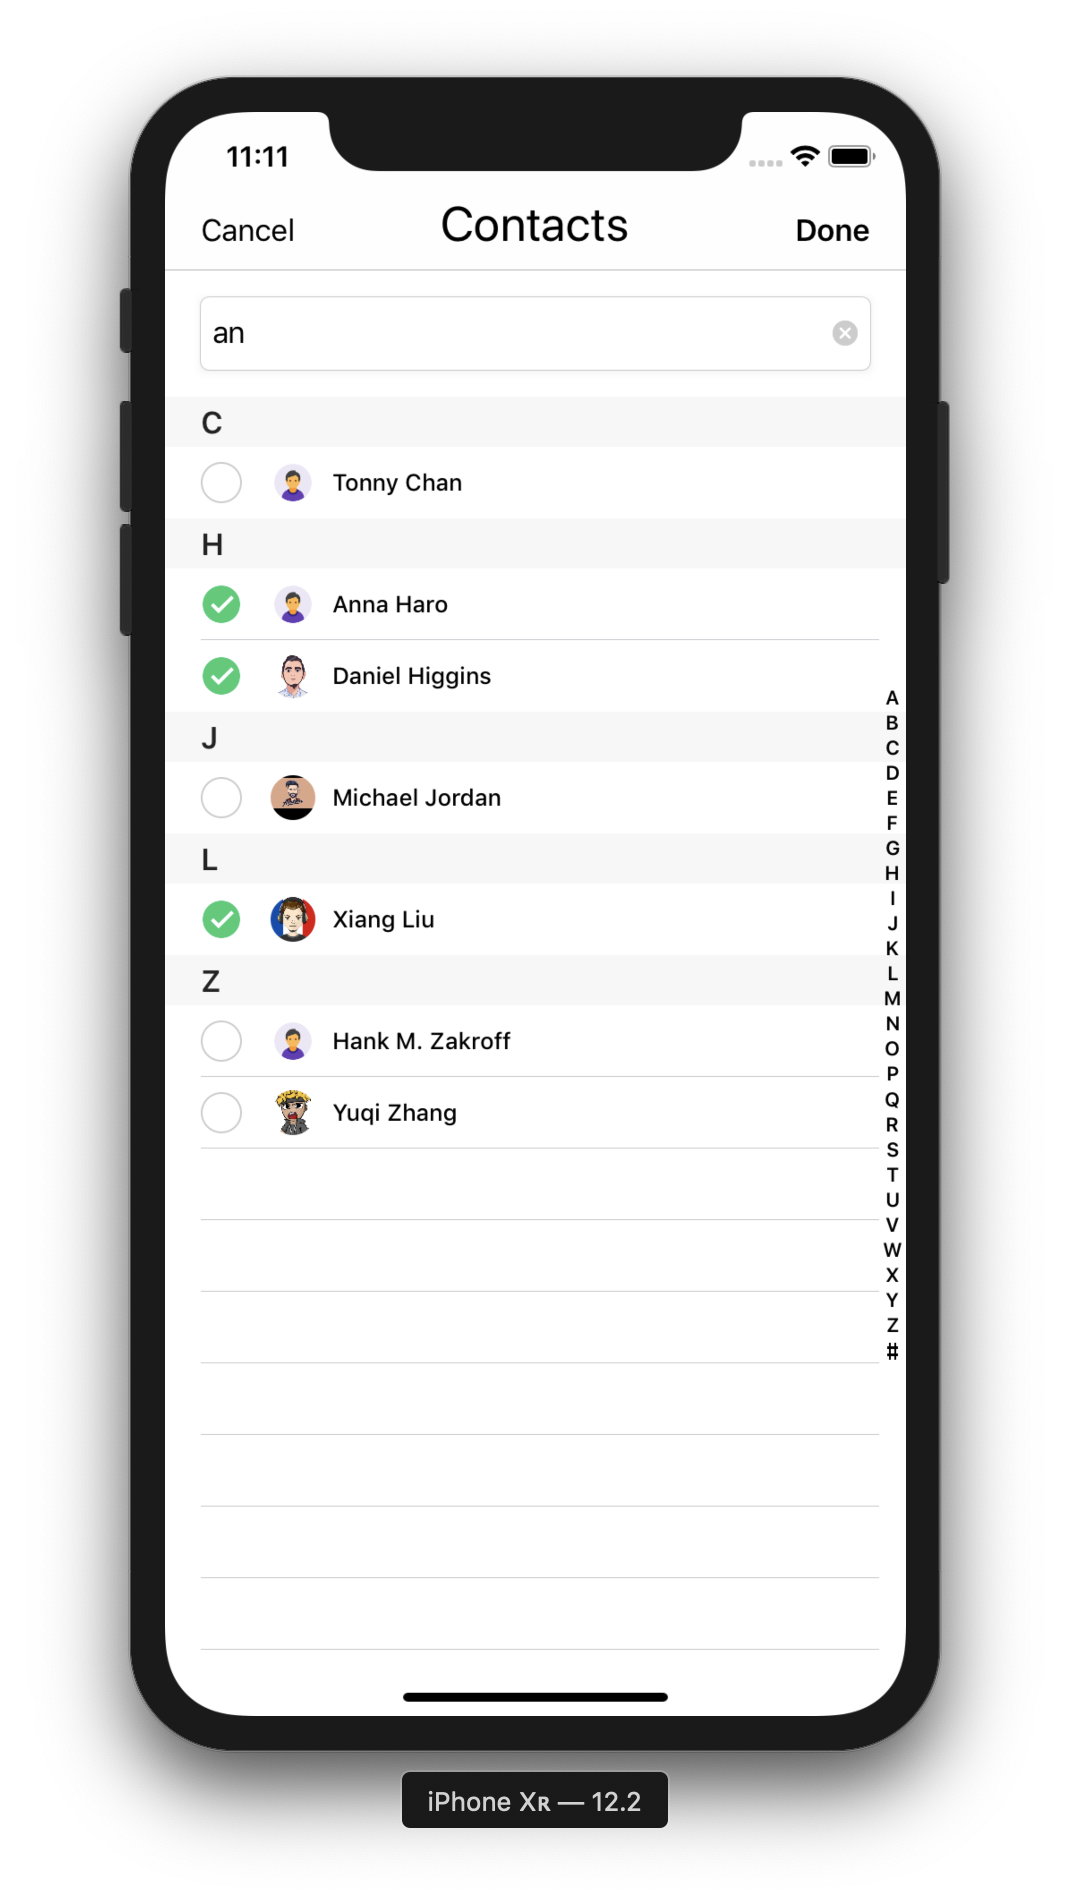 11:11
Cancel Contacts Done
an
C
Tonny Chan
H
Anna Haro
Daniel Higgins
J
Michael Jordan
L
Xiang Liu
Z
Hank M. Zakroff
Yuqi Zhang
A
B
C
D
E
F
G
H
I
J
K
L
M
N
O
P
Q
R
S
T
U
V
W
X
Y
Z
#
iPhone Xʀ — 12.2